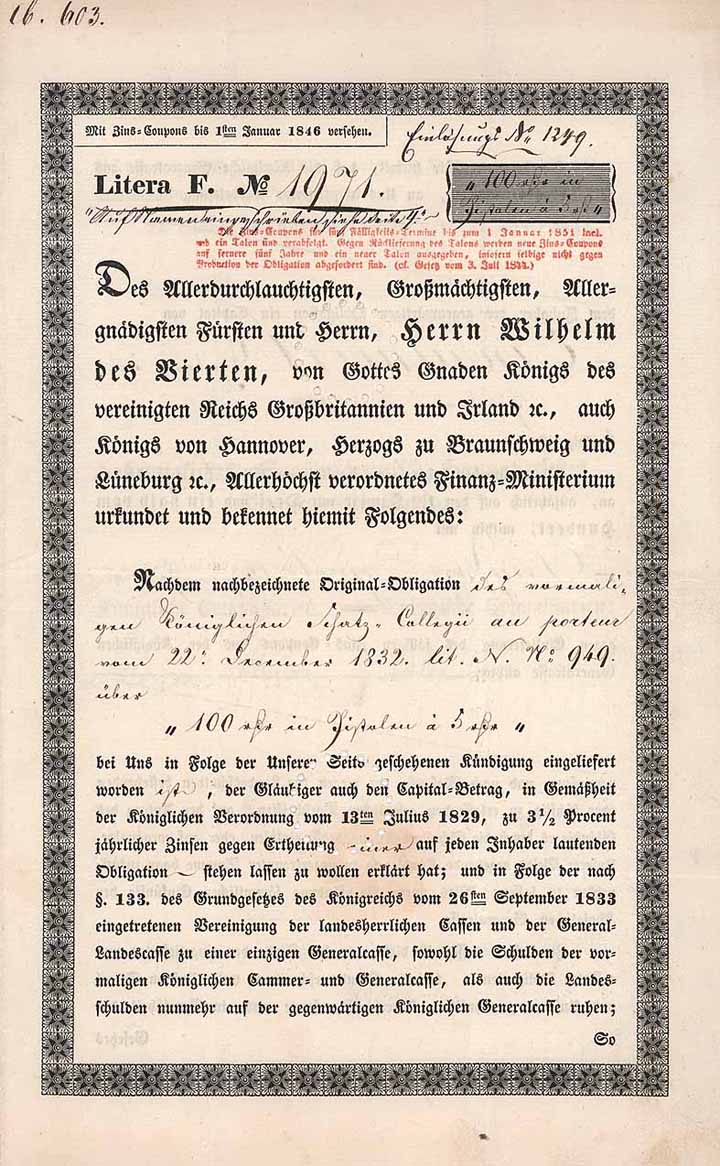 16. 603.
Mit Zins-Coupons bis 1sten Januar 1846 versehen.
Einlösungs No 1249.
Litera F. No 1971.
„100 rthr in
Pistolen à 5 rthr"
"Auf Namen eingeschrieben siehe Seite 4."
Die Zins-Coupons für fünf Fälligkeits-Termine bis zum 1 Januar 1851 incl.
und ein Talon sind verabfolgt. Gegen Rücklieferung des Talons werden neue Zins-Coupons
auf fernere fünf Jahre und ein neuer Talon ausgegeben, insofern selbige nicht gegen
Production der Obligation abgefordert sind. (cf. Gesetz vom 3. Juli 1844.)
Des Allerdurchlauchtigsten, Großmächtigsten, Aller-
gnädigsten Fürsten und Herrn, Herrn Wilhelm
des Vierten, von Gottes Gnaden Königs des
vereinigten Reichs Großbritannien und Irland ꝛc., auch
Königs von Hannover, Herzogs zu Braunschweig und
Lüneburg ꝛc., Allerhöchst verordnetes Finanz-Ministerium
urkundet und bekennet hiemit Folgendes:
Nachdem nachbezeichnete Original-Obligation des vormali-
gen Königlichen Schatz-Collegii au porteur
vom 22. December 1832. lit. N. No 949.
über
„100 rthr in Pistolen à 5 rthr"
bei Uns in Folge der Unserer Seits geschehenen Kündigung eingeliefert
worden ist, der Gläubiger auch den Capital-Betrag, in Gemäßheit
der Königlichen Verordnung vom 13ten Julius 1829, zu 3½ Procent
jährlicher Zinsen gegen Ertheilung einer auf jeden Inhaber lautenden
Obligation stehen lassen zu wollen erklärt hat; und in Folge der nach
§. 133. des Grundgesetzes des Königreichs vom 26sten September 1833
eingetretenen Vereinigung der landesherrlichen Cassen und der General-
Landescasse zu einer einzigen Generalcasse, sowohl die Schulden der vor-
maligen Königlichen Cammer- und Generalcasse, als auch die Landes-
schulden nunmehr auf der gegenwärtigen Königlichen Generalcasse ruhen;
So